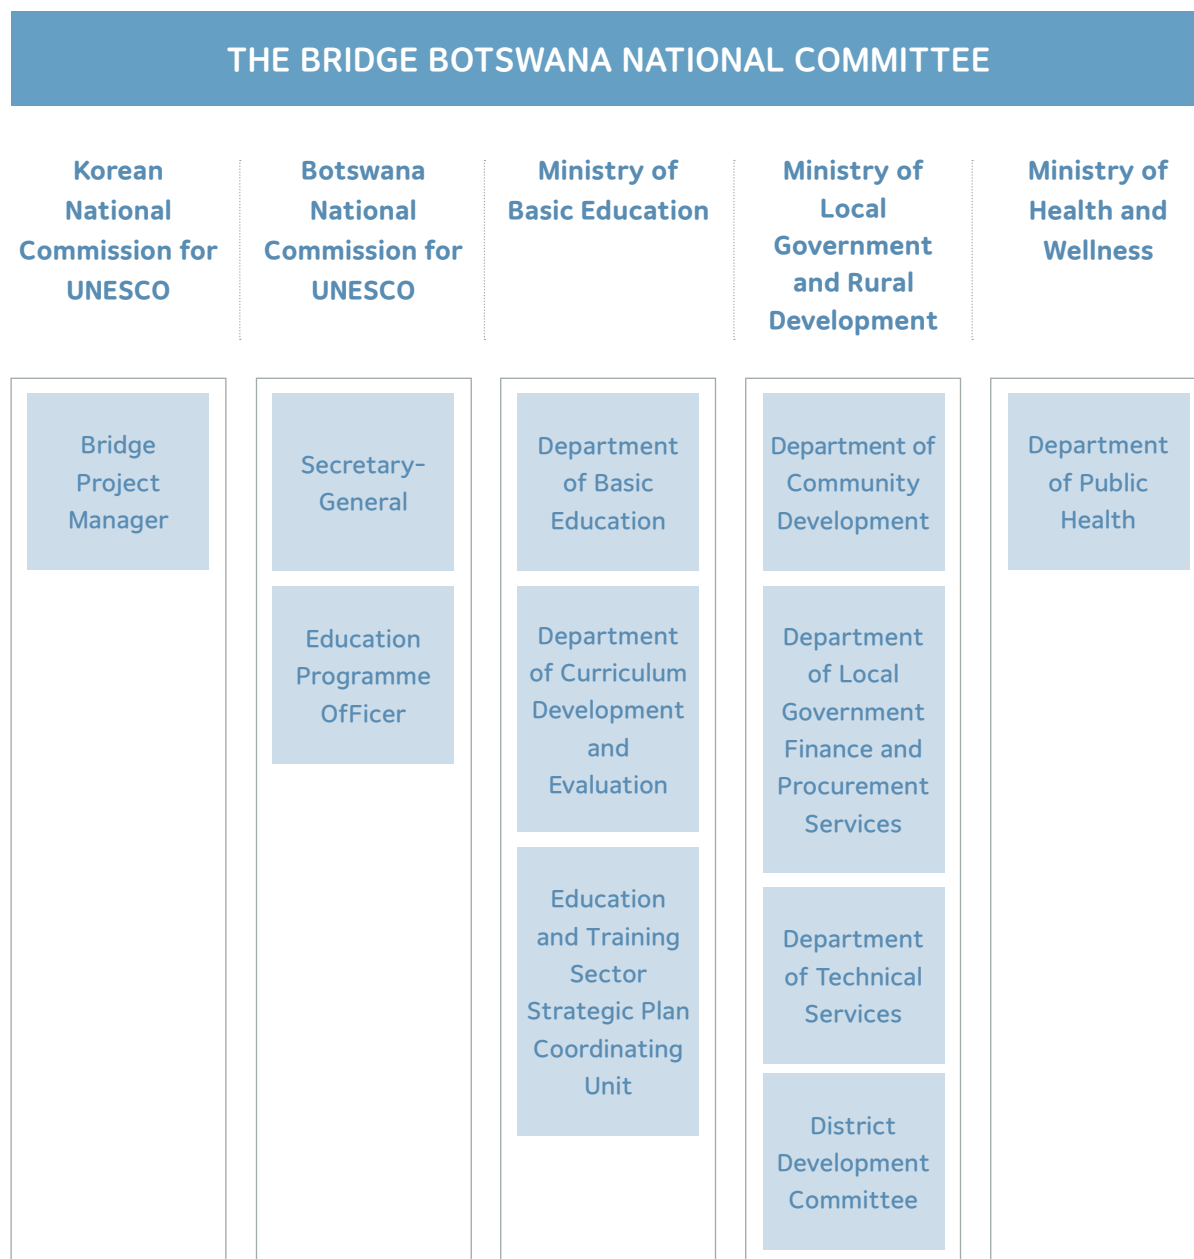 THE BRIDGE BOTSWANA NATIONAL COMMITTEE
Korean
National
Commission for
UNESCO
Botswana
National
Commission for
UNESCO
Ministry of
Basic Education
Ministry of
Local
Government
and Rural
Development
Ministry of
Health and
Wellness
Bridge
Project
Manager
Secretary-
General
Education
Programme
OfFicer
Department
of Basic
Education
Department
of Curriculum
Development
and
Evaluation
Education
and Training
Sector
Strategic Plan
Coordinating
Unit
Department of
Community
Development
Department
of Local
Government
Finance and
Procurement
Services
Department
of Technical
Services
District
Development
Committee
Department
of Public
Health